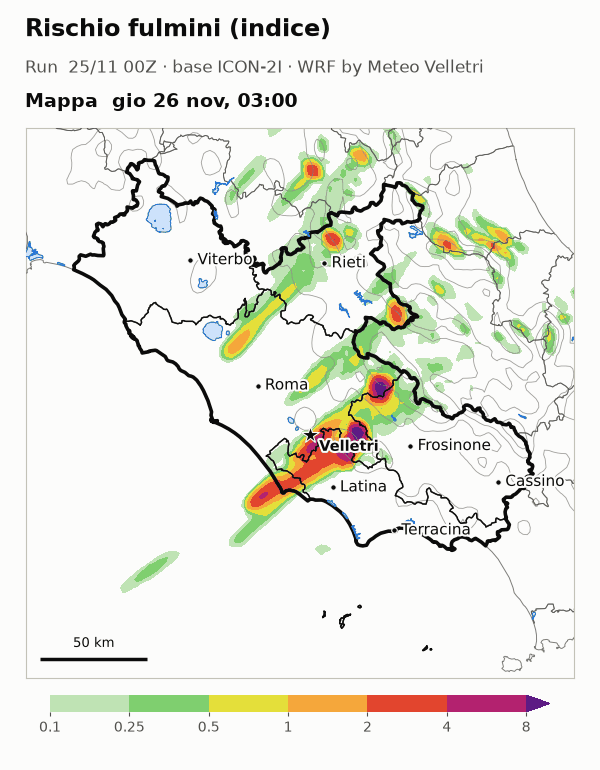 Rischio fulmini (indice)
Run  25/11 00Z · base ICON-2I · WRF by Meteo Velletri
Mappa  gio 26 nov, 03:00
Viterbo
Rieti
Roma
Velletri
Frosinone
Latina
Cassino
Terracina
50 km
0.1 0.25 0.5 1 2 4 8